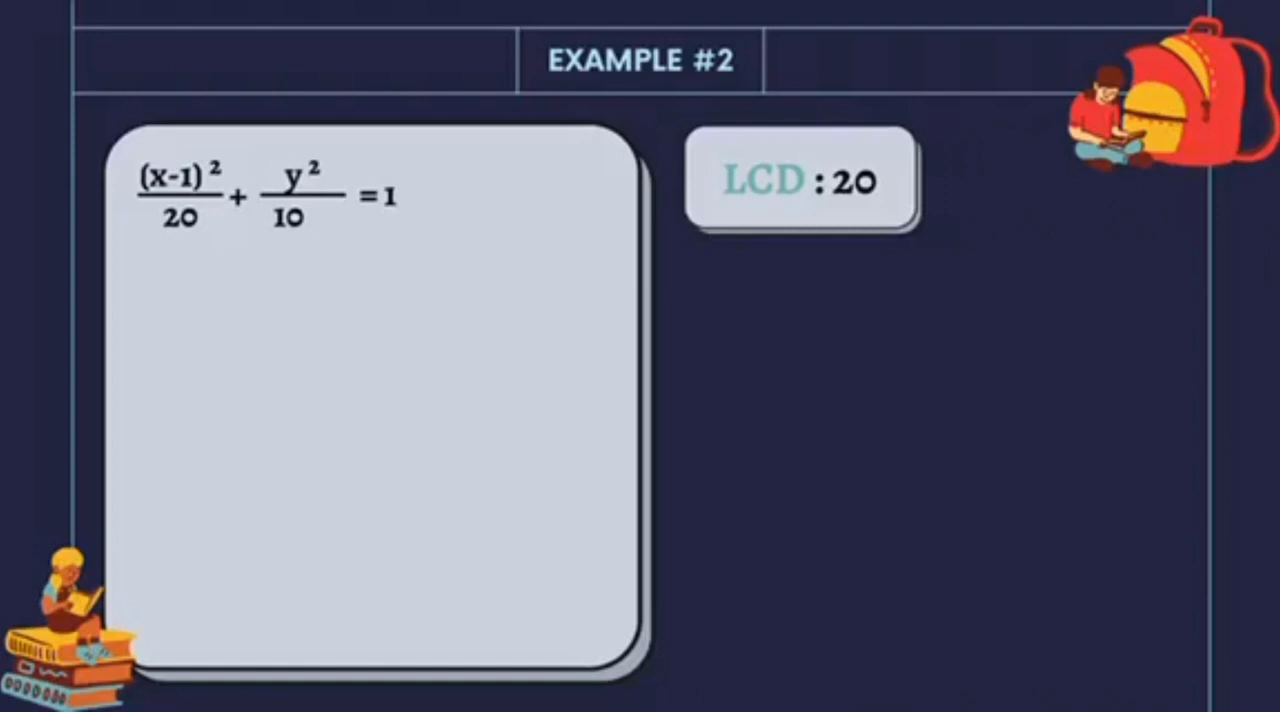 EXAMPLE #2
(x-1)² / 20 + y² / 10 = 1
LCD : 20